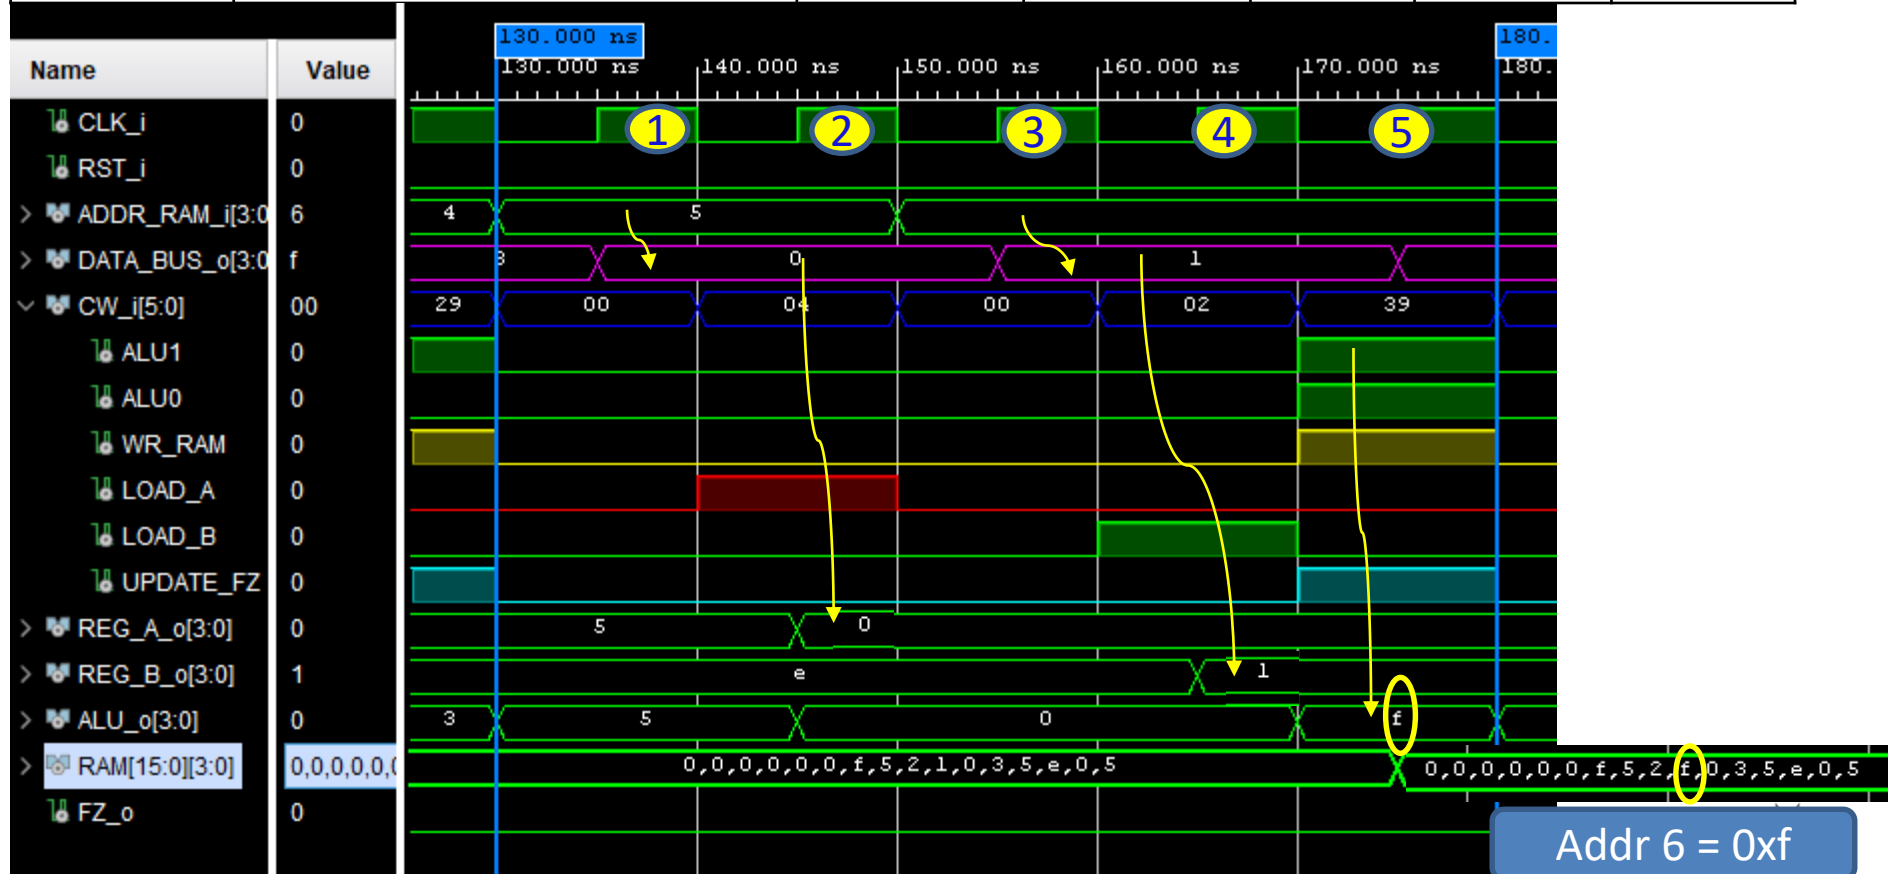 130.000 ns 180.
Name Value 130.000 ns 140.000 ns 150.000 ns 160.000 ns 170.000 ns 180.
CLK_i 0 1 2 3 4 5
RST_i 0
ADDR_RAM_i[3:0 6 4 5
DATA_BUS_o[3:0 f 3 0 1
CW_i[5:0] 00 29 00 04 00 02 39
ALU1 0
ALU0 0
WR_RAM 0
LOAD_A 0
LOAD_B 0
UPDATE_FZ 0
REG_A_o[3:0] 0 5 0
REG_B_o[3:0] 1 e 1
ALU_o[3:0] 0 3 5 0 f
RAM[15:0][3:0] 0,0,0,0,0,( 0,0,0,0,0,0,f,5,2,1,0,3,5,e,0,5 0,0,0,0,0,0,f,5,2,f,0,3,5,e,0,5
FZ_o 0
Addr 6 = 0xf